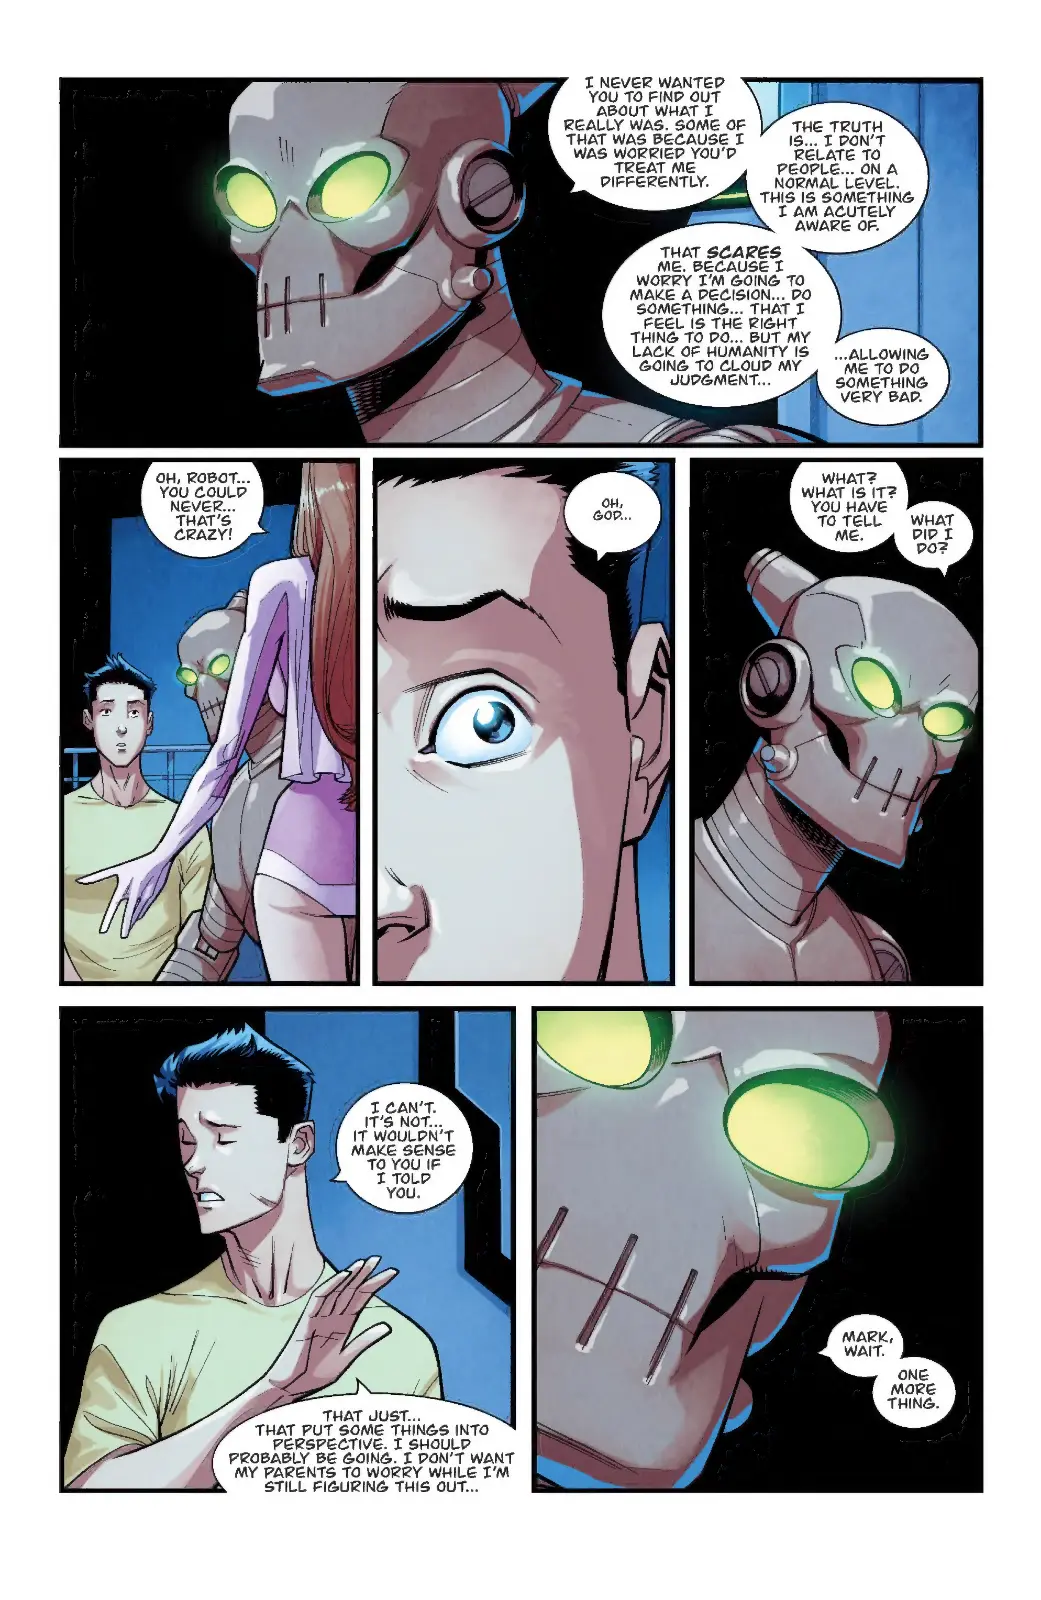 I NEVER WANTED
YOU TO FIND OUT
ABOUT WHAT I
REALLY WAS. SOME OF
THAT WAS BECAUSE I
WAS WORRIED YOU'D
TREAT ME
DIFFERENTLY.
THE TRUTH
IS... I DON'T
RELATE TO
PEOPLE... ON A
NORMAL LEVEL.
THIS IS SOMETHING
I AM ACUTELY
AWARE OF.
THAT SCARES
ME. BECAUSE I
WORRY I'M GOING TO
MAKE A DECISION... DO
SOMETHING... THAT I
FEEL IS THE RIGHT
THING TO DO... BUT MY
LACK OF HUMANITY IS
GOING TO CLOUD MY
JUDGMENT...
...ALLOWING
ME TO DO
SOMETHING
VERY BAD.
OH, ROBOT...
YOU COULD
NEVER...
THAT'S
CRAZY!
OH,
GOD...
WHAT?
WHAT IS IT?
YOU HAVE
TO TELL
ME.
WHAT
DID I
DO?
I CAN'T.
IT'S NOT...
IT WOULDN'T
MAKE SENSE
TO YOU IF
I TOLD
YOU.
THAT JUST...
THAT PUT SOME THINGS INTO
PERSPECTIVE. I SHOULD
PROBABLY BE GOING. I DON'T WANT
MY PARENTS TO WORRY WHILE I'M
STILL FIGURING THIS OUT...
MARK,
WAIT.
ONE
MORE
THING.